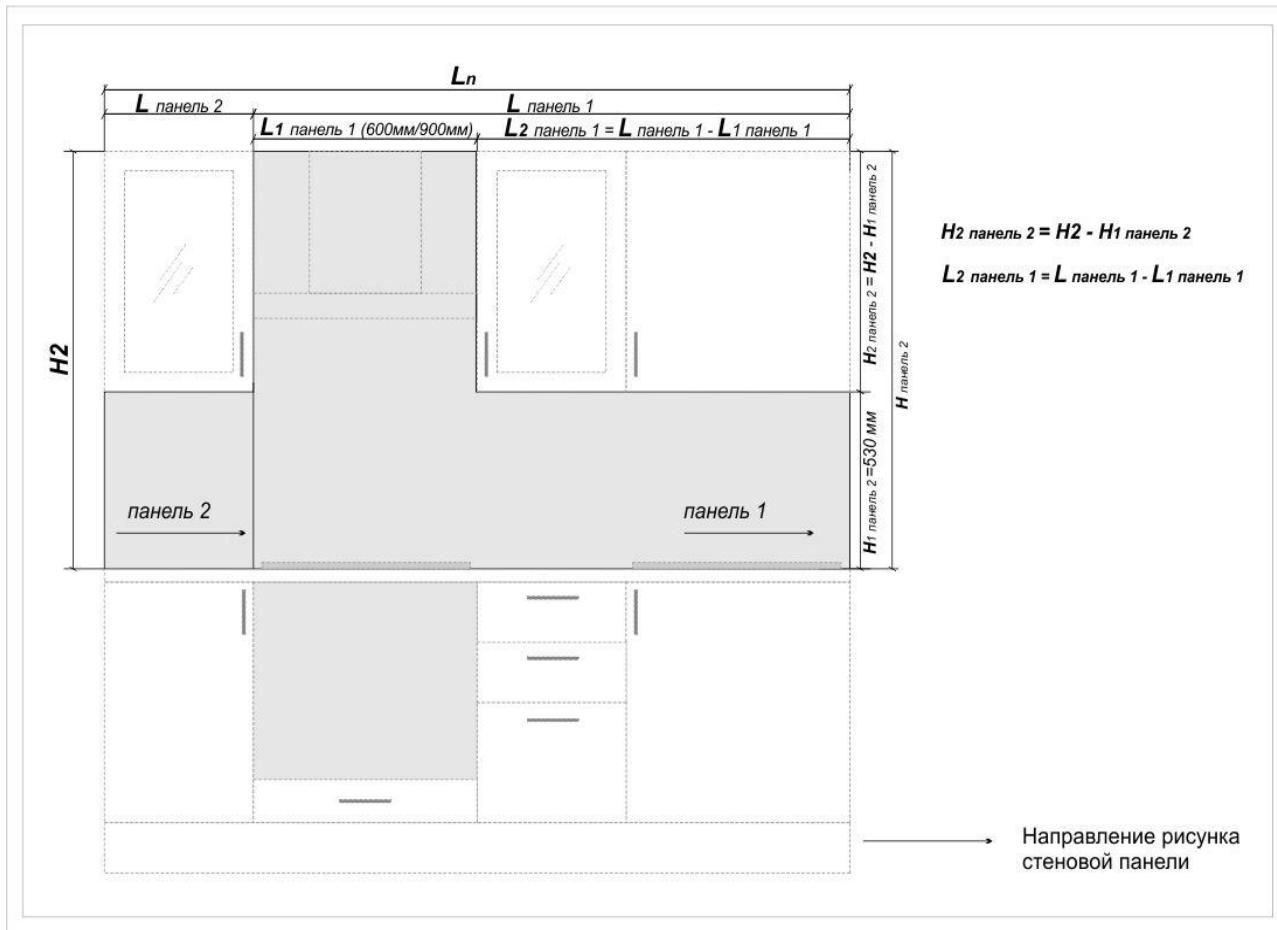 Lп
L панель 2
L панель 1
L1 панель 1 (600мм/900мм)
L2 панель 1 = L панель 1 - L1 панель 1
H2
H2 панель 2 = H2 - H1 панель 2
H панель 2
H1 панель 2 =530 мм
H2 панель 2 = H2 - H1 панель 2
L2 панель 1 = L панель 1 - L1 панель 1
панель 2
панель 1
Направление рисунка
стеновой панели